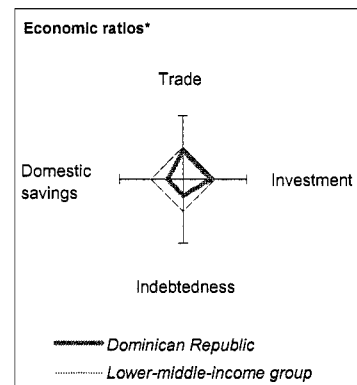 Economic ratios*
Trade
Domestic
savings
Investment
Indebtedness
Dominican Republic
Lower-middle-income group